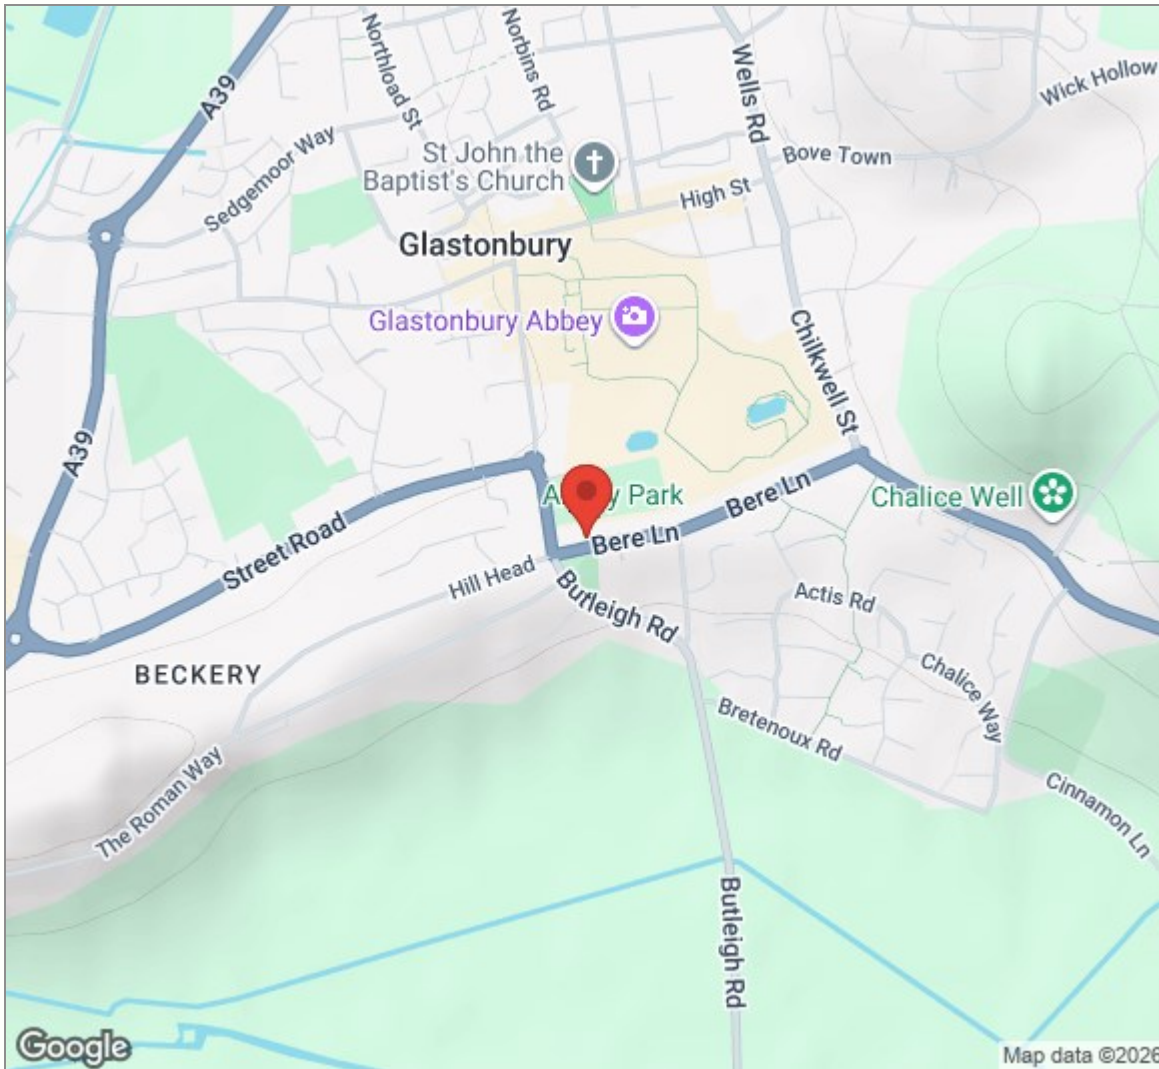 Northload St
Norbins Rd
A39
Wells Rd
Wick Hollow
Sedgemoor Way
St John the
Baptist's Church
Bove Town
High St
Glastonbury
Glastonbury Abbey
Chilkwell St
A39
Park
Bere Ln
Chalice Well
Street Road
Bere Ln
Hill Head
Butleigh Rd
Actis Rd
BECKERY
Chalice Way
Bretenoux Rd
The Roman Way
Cinnamon Ln
Butleigh Rd
Google
Map data ©2026